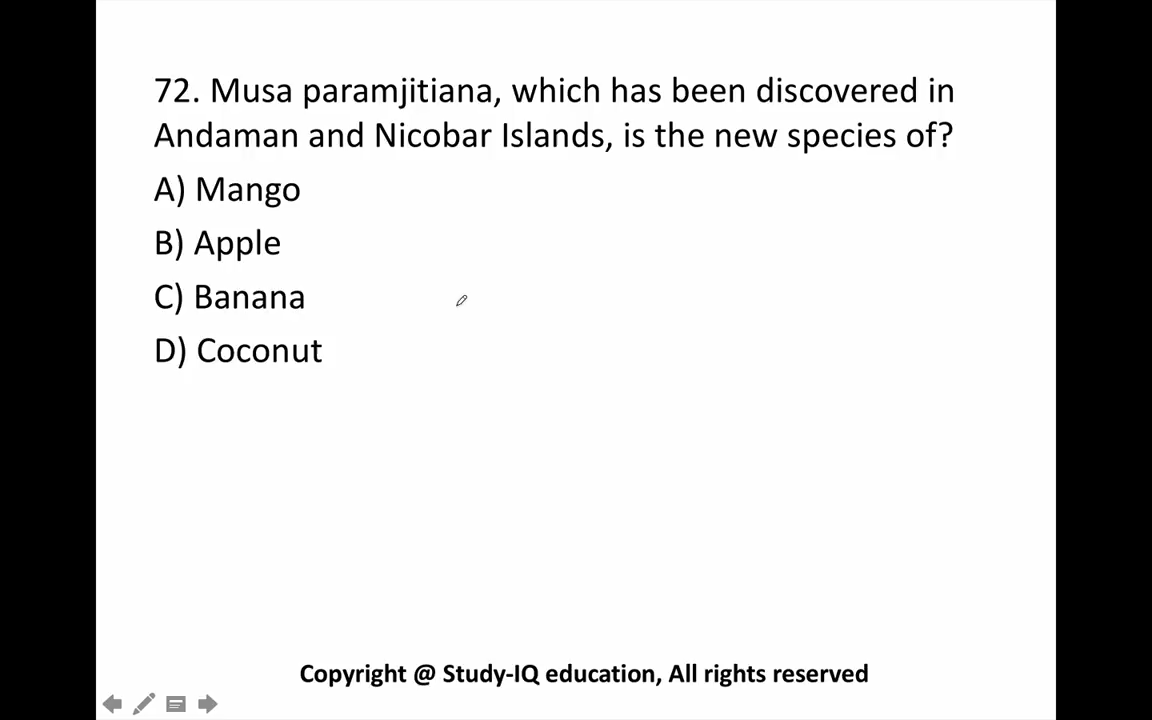 72. Musa paramjitiana, which has been discovered in
Andaman and Nicobar Islands, is the new species of?
A) Mango
B) Apple
C) Banana
D) Coconut
Copyright @ Study-IQ education, All rights reserved